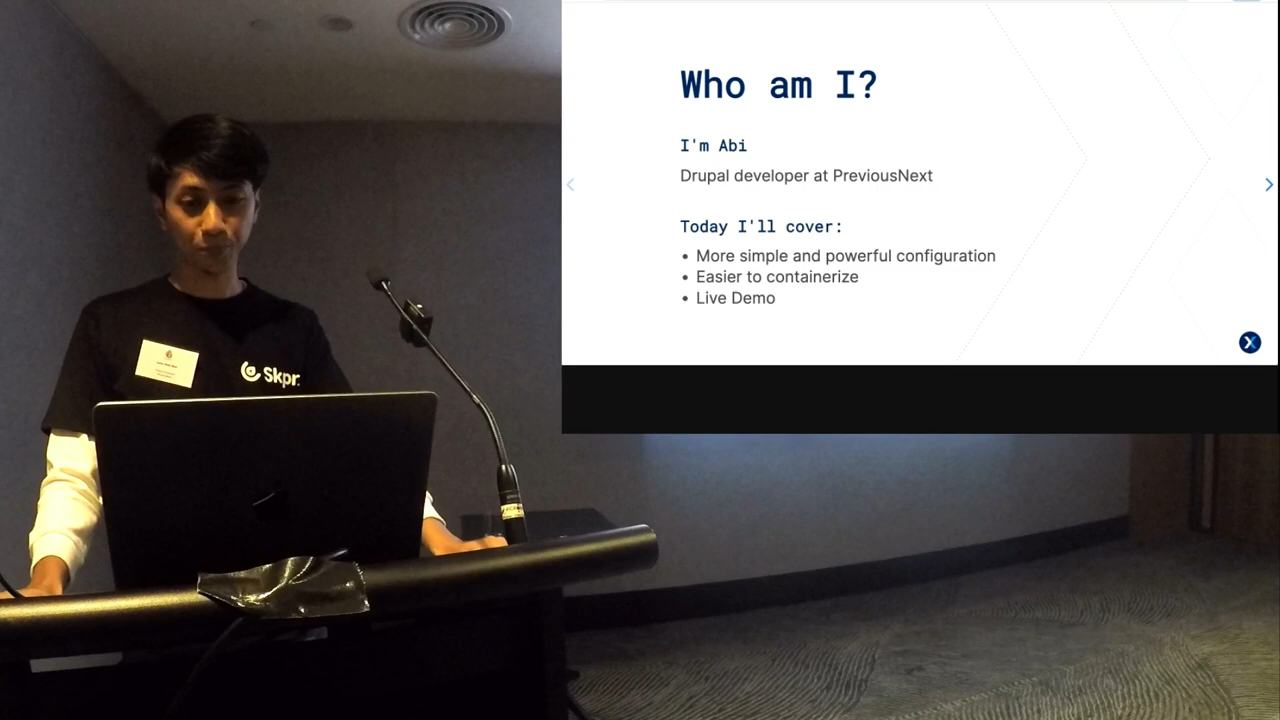 Who am I?
I'm Abi
Drupal developer at PreviousNext
Today I'll cover:
• More simple and powerful configuration
• Easier to containerize
• Live Demo
Skpr